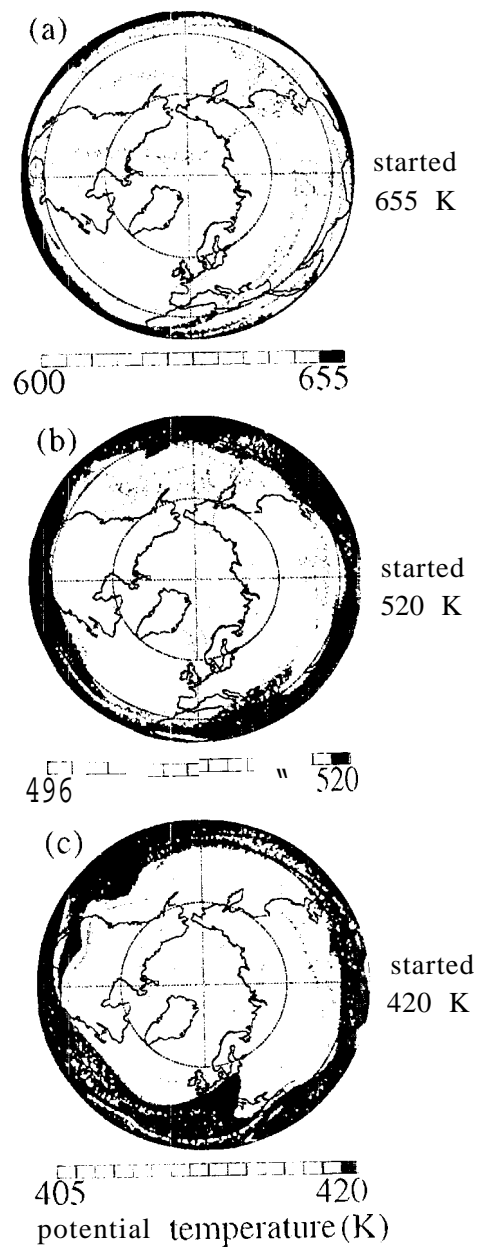 (a)
started
655 K
600 655
(b)
started
520 K
496 " 520
(c)
started
420 K
405 420
potential temperature (K)